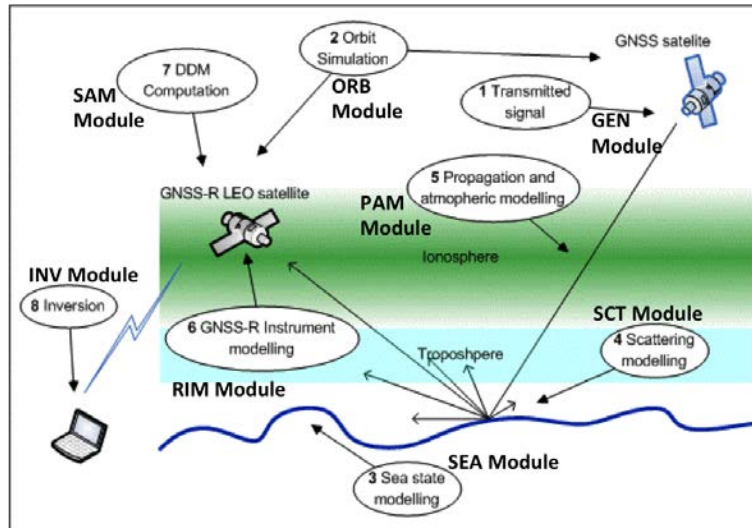 2 Orbit
Simulation
ORB
Module
GNSS satelite
7 DDM
Computation
SAM
Module
1 Transmitted
signal
GEN
Module
5 Propagation and
atmopheric modelling
PAM
Module
GNSS-R LEO satellite
Ionosphere
INV Module
8 Inversion
SCT Module
4 Scattering
modelling
6 GNSS-R Instrument
modelling
Troposhpere
RIM Module
SEA Module
3 Sea state
modelling